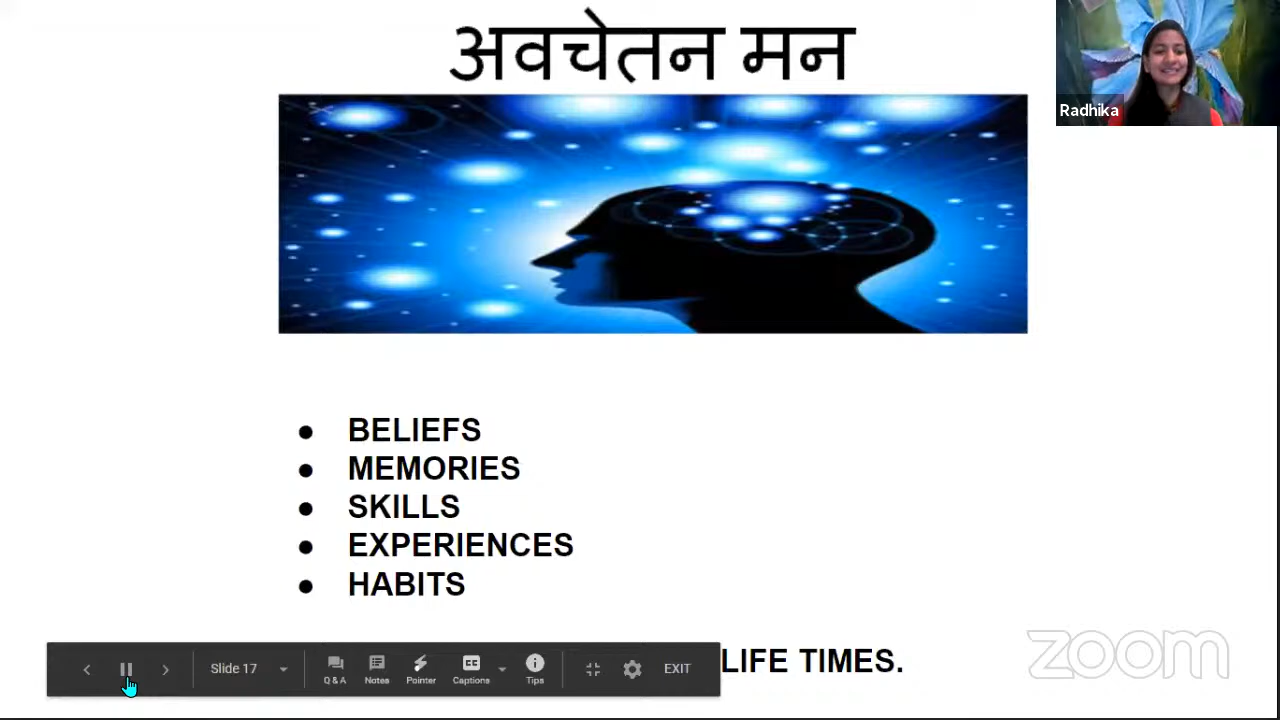 अवचेतन मन
Radhika
● BELIEFS
● MEMORIES
● SKILLS
● EXPERIENCES
● HABITS
LIFE TIMES.
Slide 17
Q & A
Notes
Pointer
CC
Captions
Tips
EXIT
zoom